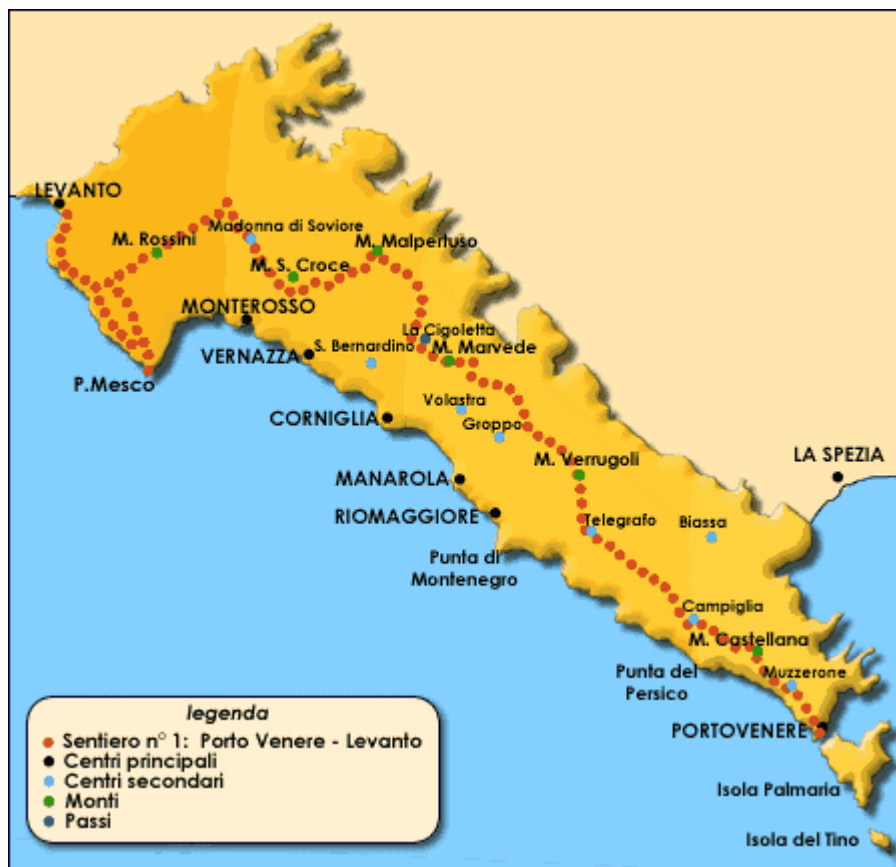 LEVANTO
Madonna di Soviore
M. Rossini
M. Malpertuso
M. S. Croce
MONTEROSSO
La Cigoletta
S. Bernardino
M. Marvede
VERNAZZA
P.Mesco
Volastra
CORNIGLIA
Groppo
LA SPEZIA
M. Verrugoli
MANAROLA
RIOMAGGIORE
Telegrafo
Biassa
Punta di
Montenegro
Campiglia
M. Castellana
Punta del
Persico
Muzzerone
PORTOVENERE
Isola Palmaria
Isola del Tino
legenda
Sentiero n° 1: Porto Venere - Levanto
Centri principali
Centri secondari
Monti
Passi